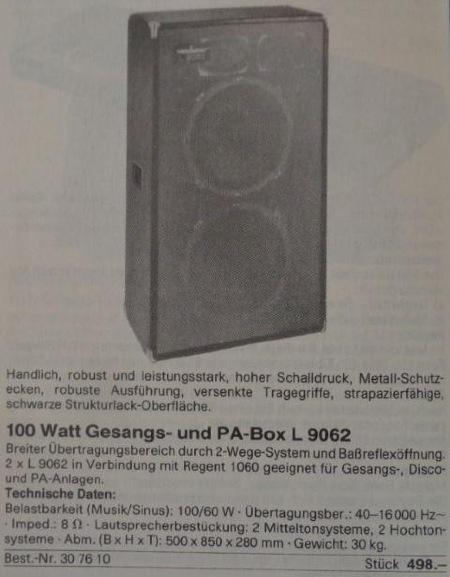 Handlich, robust und leistungsstark, hoher Schalldruck, Metall-Schutz-
ecken, robuste Ausführung, versenkte Tragegriffe, strapazierfähige,
schwarze Strukturlack-Oberfläche.
100 Watt Gesangs- und PA-Box L 9062
Breiter Übertragungsbereich durch 2-Wege-System und Baßreflexöffnung.
2 x L 9062 in Verbindung mit Regent 1060 geeignet für Gesangs-, Disco-
und PA-Anlagen.
Technische Daten:
Belastbarkeit (Musik/Sinus): 100/60 W · Übertagungsber.: 40–16 000 Hz~
· Imped.: 8 Ω · Lautsprecherbestückung: 2 Mitteltonsysteme, 2 Hochton-
systeme · Abm. (B x H x T): 500 x 850 x 280 mm · Gewicht: 30 kg.
Best.-Nr. 30 76 10 Stück 498.–